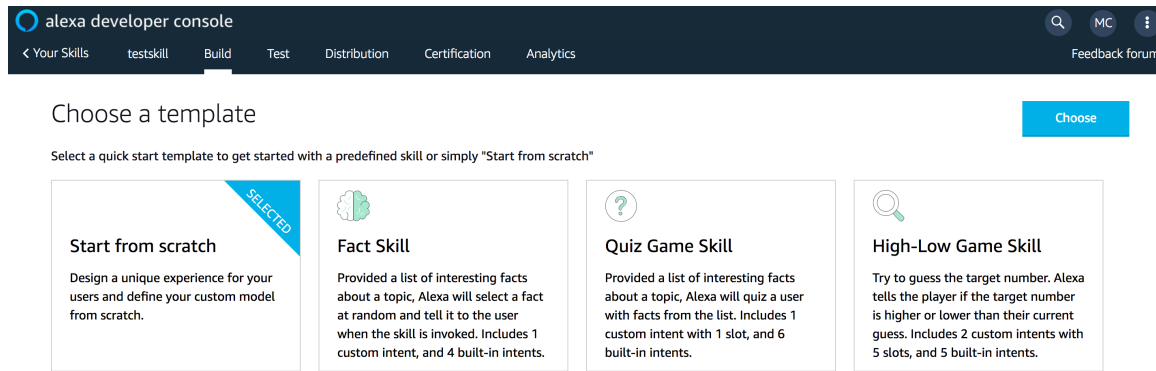 alexa developer console
MC
< Your Skills testskill Build Test Distribution Certification Analytics Feedback forum
Choose a template
Choose
Select a quick start template to get started with a predefined skill or simply "Start from scratch"
SELECTED
Start from scratch
Design a unique experience for your
users and define your custom model
from scratch.
Fact Skill
Provided a list of interesting facts
about a topic, Alexa will select a fact
at random and tell it to the user
when the skill is invoked. Includes 1
custom intent, and 4 built-in intents.
Quiz Game Skill
Provided a list of interesting facts
about a topic, Alexa will quiz a user
with facts from the list. Includes 1
custom intent with 1 slot, and 6
built-in intents.
High-Low Game Skill
Try to guess the target number. Alexa
tells the player if the target number
is higher or lower than their current
guess. Includes 2 custom intents with
5 slots, and 5 built-in intents.